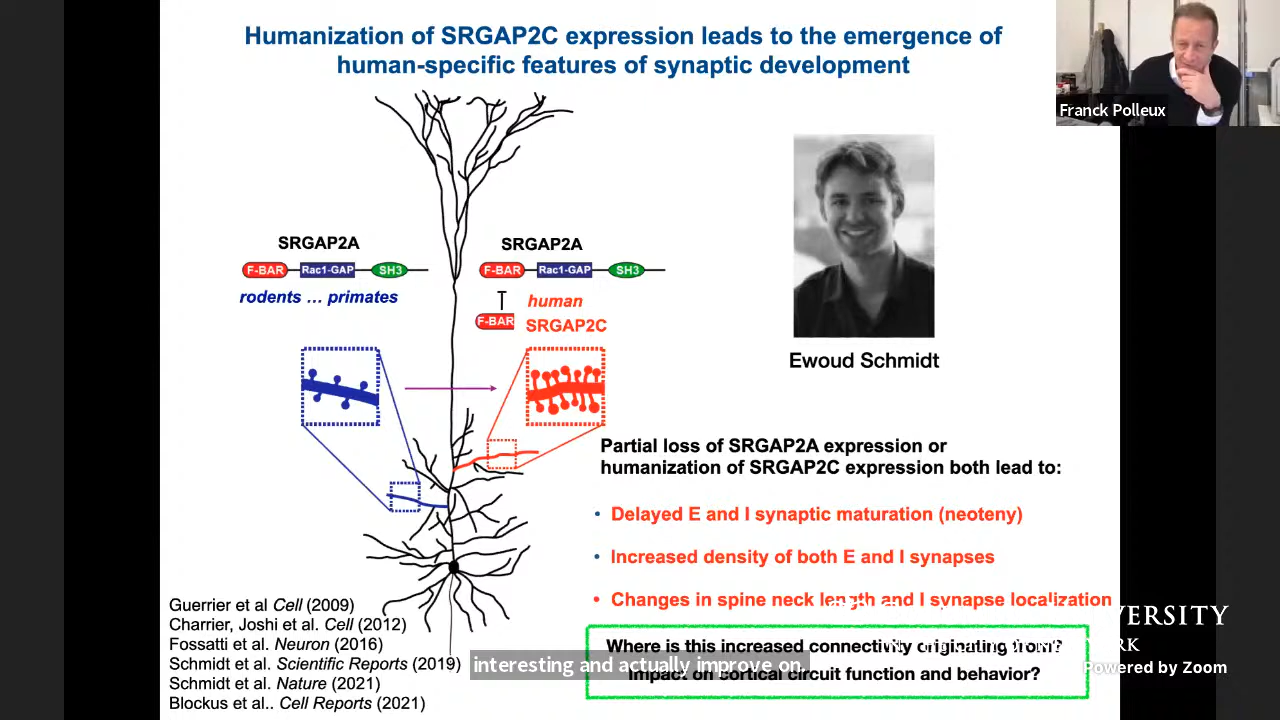 Humanization of SRGAP2C expression leads to the emergence of
human-specific features of synaptic development
Franck Polleux
SRGAP2A
F-BAR Rac1-GAP SH3
rodents ... primates
SRGAP2A
F-BAR Rac1-GAP SH3
human
F-BAR SRGAP2C
Ewoud Schmidt
Partial loss of SRGAP2A expression or
humanization of SRGAP2C expression both lead to:
• Delayed E and I synaptic maturation (neoteny)
• Increased density of both E and I synapses
• Changes in spine neck length and I synapse localization
Where is this increased connectivity originating from?
Impact on cortical circuit function and behavior?
Guerrier et al Cell (2009)
Charrier, Joshi et al. Cell (2012)
Fossatti et al. Neuron (2016)
Schmidt et al. Scientific Reports (2019)
Schmidt et al. Nature (2021)
Blockus et al.. Cell Reports (2021)
interesting and actually improve on.
VERSITY
RK
Powered by Zoom